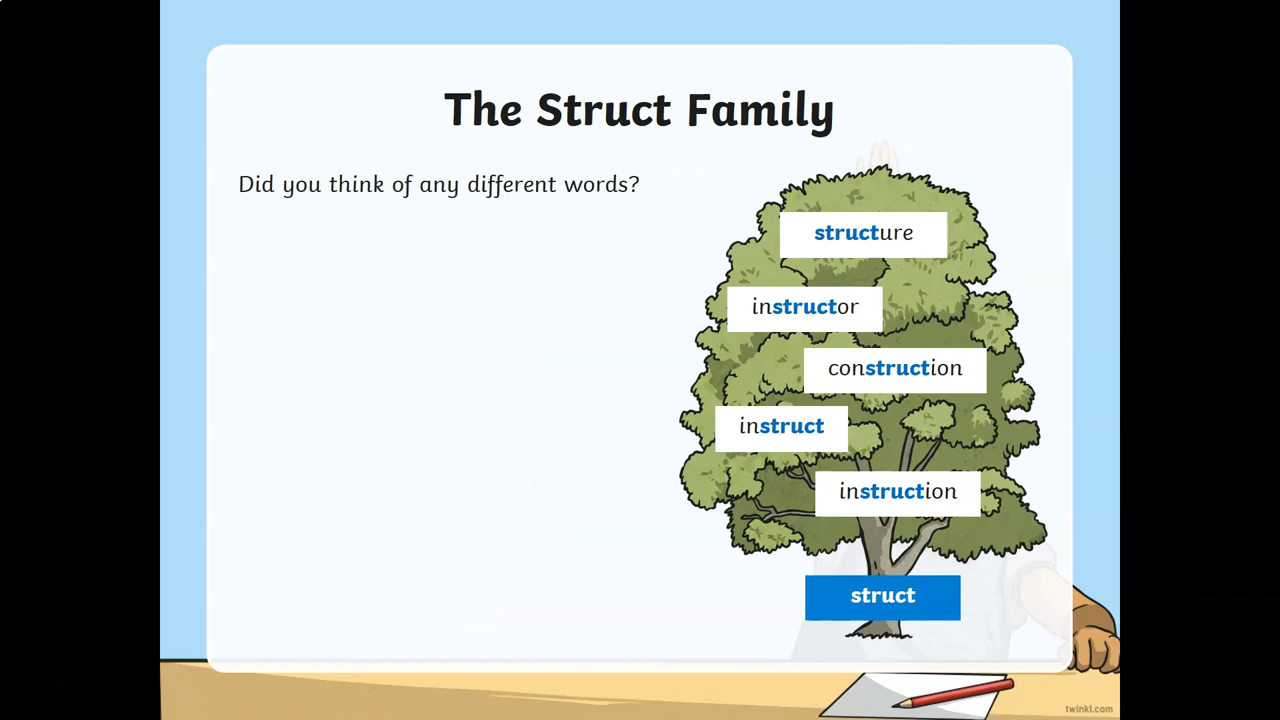 The Struct Family
Did you think of any different words?
structure
instructor
construction
instruct
instruction
struct
twinkl.com